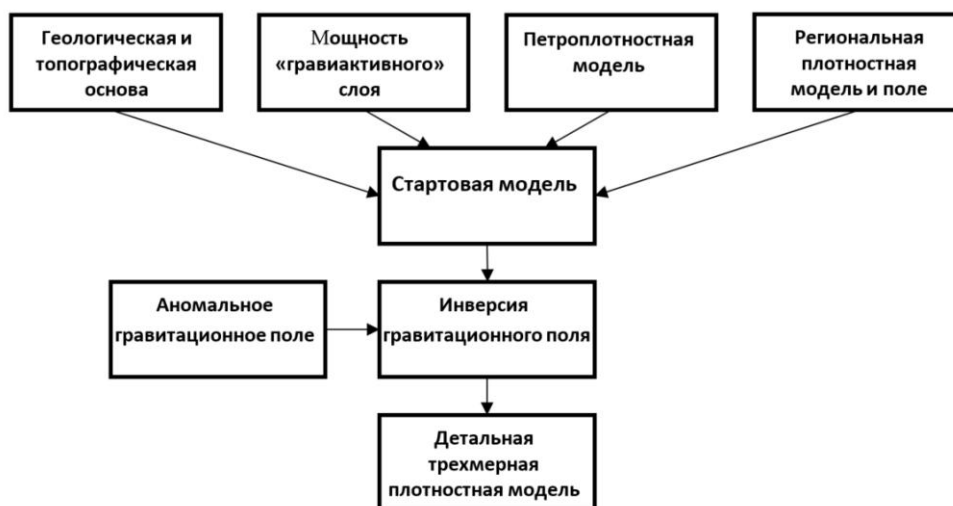 Геологическая и
топографическая
основа
Мощность
«гравиактивного»
слоя
Петроплотностная
модель
Региональная
плотностная
модель и поле
Стартовая модель
Аномальное
гравитационное поле
Инверсия
гравитационного поля
Детальная
трехмерная
плотностная модель